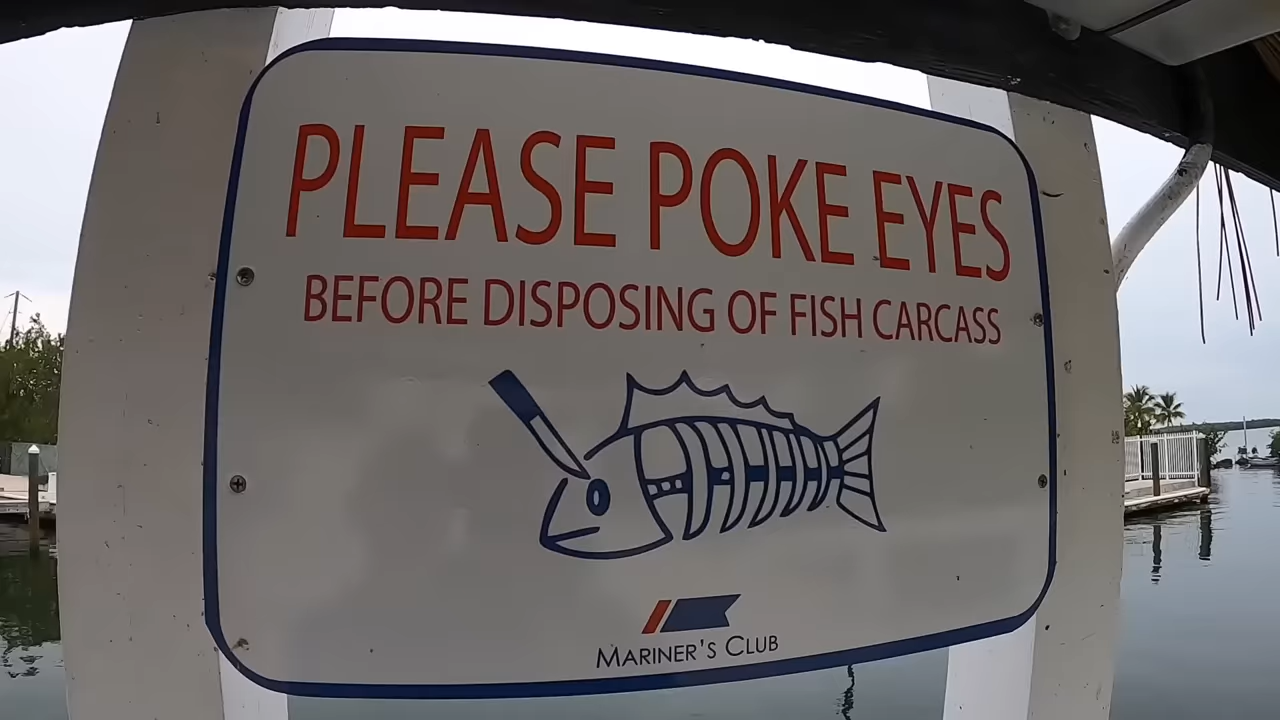 PLEASE POKE EYES
BEFORE DISPOSING OF FISH CARCASS
MARINER'S CLUB